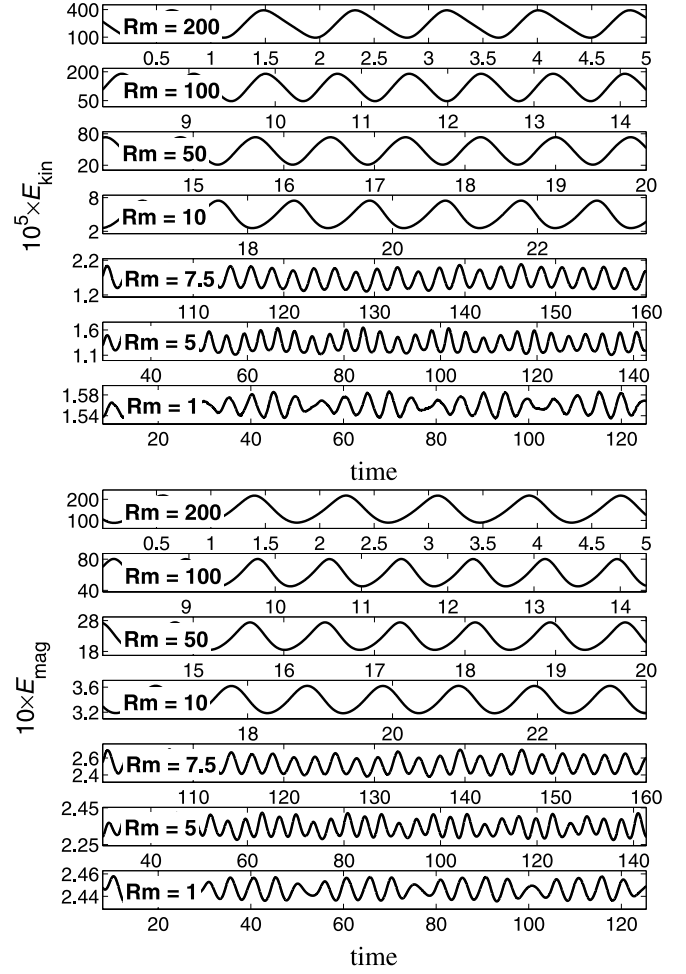 400
100
Rm = 200
0.5 1 1.5 2 2.5 3 3.5 4 4.5 5
200
50
Rm = 100
9 10 11 12 13 14
80
20
Rm = 50
15 16 17 18 19 20
8
2
Rm = 10
18 20 22
2.2
1.2
Rm = 7.5
110 120 130 140 150 160
1.6
1.1
Rm = 5
40 60 80 100 120 140
1.58
1.54
Rm = 1
20 40 60 80 100 120
10⁵×E_kin
time
200
100
Rm = 200
0.5 1 1.5 2 2.5 3 3.5 4 4.5 5
80
40
Rm = 100
9 10 11 12 13 14
28
18
Rm = 50
15 16 17 18 19 20
3.6
3.2
Rm = 10
18 20 22
2.6
2.4
Rm = 7.5
110 120 130 140 150 160
2.45
2.25
Rm = 5
40 60 80 100 120 140
2.46
2.44
Rm = 1
20 40 60 80 100 120
10×E_mag
time